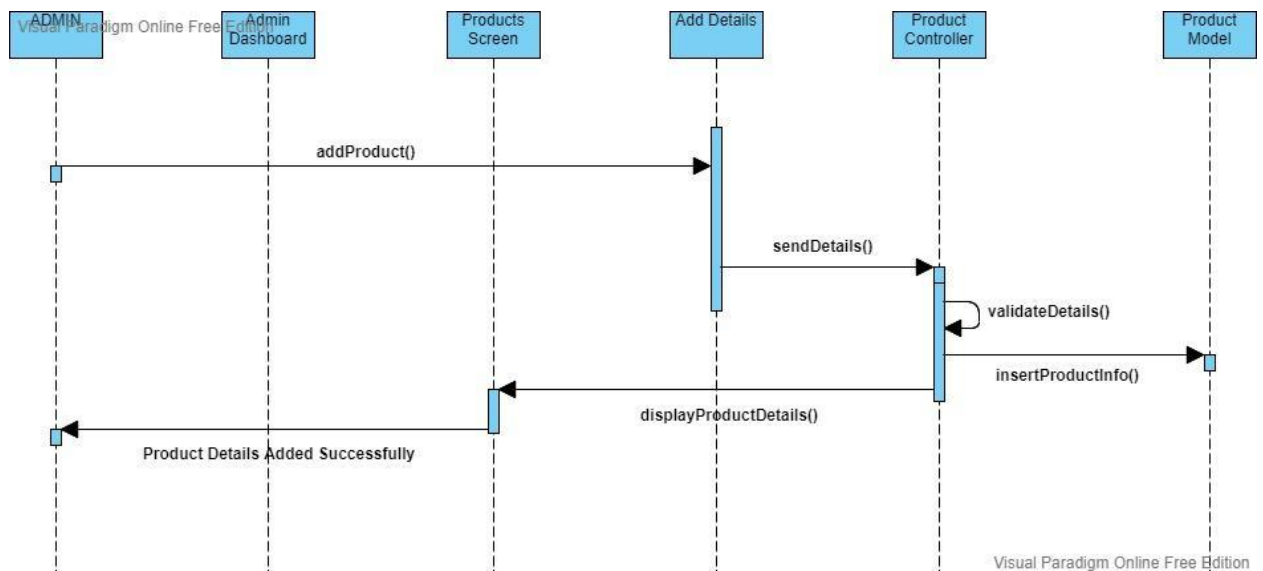 ADMIN
Visual Paradigm Online Free Edition
Admin
Dashboard
Products
Screen
Add Details
Product
Controller
Product
Model
addProduct()
sendDetails()
validateDetails()
insertProductInfo()
displayProductDetails()
Product Details Added Successfully
Visual Paradigm Online Free Edition